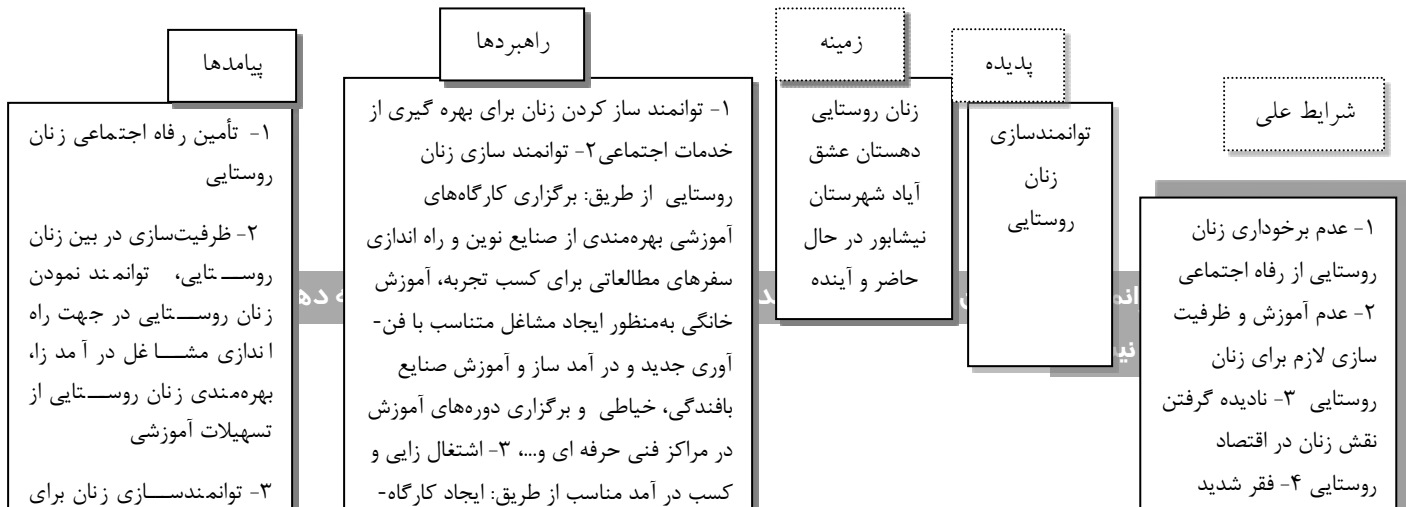 شرایط علی
۱- عدم برخوداری زنان
روستایی از رفاه اجتماعی
۲- عدم آموزش و ظرفیت
سازی لازم برای زنان
روستایی ۳- نادیده گرفتن
نقش زنان در اقتصاد
روستایی ۴- فقر شدید
پدیده
توانمندسازی
زنان
روستایی
زمینه
زنان روستایی
دهستان عشق
آیاد شهرستان
نیشابور در حال
حاضر و آینده
راهبردها
۱- توانمند ساز کردن زنان برای بهره گیری از
خدمات اجتماعی۲- توانمند سازی زنان
روستایی از طریق: برگزاری کارگاه‌های
آموزشی بهره‌مندی از صنایع نوین و راه اندازی
سفرهای مطالعاتی برای کسب تجربه، آموزش
خانگی به‌منظور ایجاد مشاغل متناسب با فن-
آوری جدید و در آمد ساز و آموزش صنایع
بافندگی، خیاطی و برگزاری دوره‌های آموزش
در مراکز فنی حرفه ای و...، ۳- اشتغال زایی و
کسب در آمد مناسب از طریق: ایجاد کارگاه-
پیامدها
۱- تأمین رفاه اجتماعی زنان
روستایی
۲- ظرفیت‌سازی در بین زنان
روســـتایی، توانمند نمودن
زنان روســـتایی در جهت راه
اندازی مشـــاغل در آمد زا،
بهره‌مندی زنان روســـتایی از
تسهیلات آموزشی
۳- توانمندســـازی زنان برای